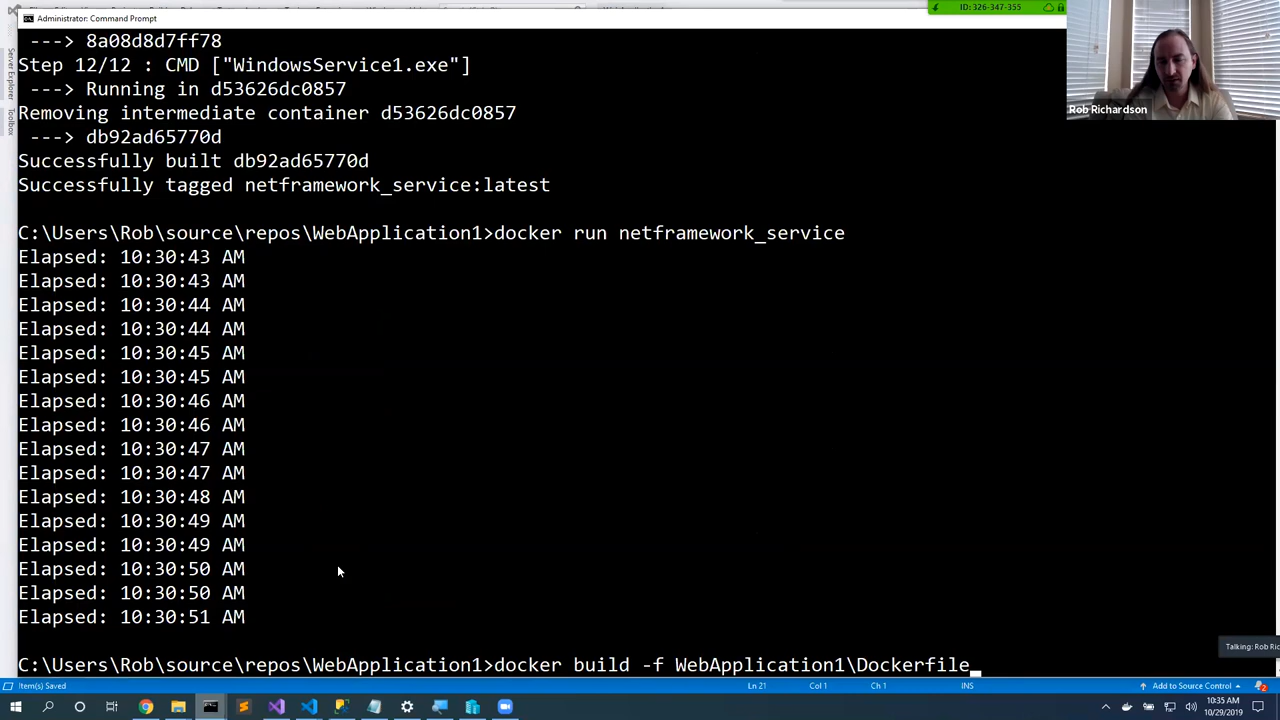 Administrator: Command Prompt
ID: 326-347-355
---> 8a08d8d7ff78
Step 12/12 : CMD ["WindowsService1.exe"]
---> Running in d53626dc0857
Removing intermediate container d53626dc0857
---> db92ad65770d
Successfully built db92ad65770d
Successfully tagged netframework_service:latest
Rob Richardson
Server Explorer
Toolbox
C:\Users\Rob\source\repos\WebApplication1>docker run netframework_service
Elapsed: 10:30:43 AM
Elapsed: 10:30:43 AM
Elapsed: 10:30:44 AM
Elapsed: 10:30:44 AM
Elapsed: 10:30:45 AM
Elapsed: 10:30:45 AM
Elapsed: 10:30:46 AM
Elapsed: 10:30:46 AM
Elapsed: 10:30:47 AM
Elapsed: 10:30:47 AM
Elapsed: 10:30:48 AM
Elapsed: 10:30:49 AM
Elapsed: 10:30:49 AM
Elapsed: 10:30:50 AM
Elapsed: 10:30:50 AM
Elapsed: 10:30:51 AM
Talking: Rob Ric
C:\Users\Rob\source\repos\WebApplication1>docker build -f WebApplication1\Dockerfile
Item(s) Saved
Ln 21
Col 1
Ch 1
INS
Add to Source Control
2
10:35 AM
10/29/2019